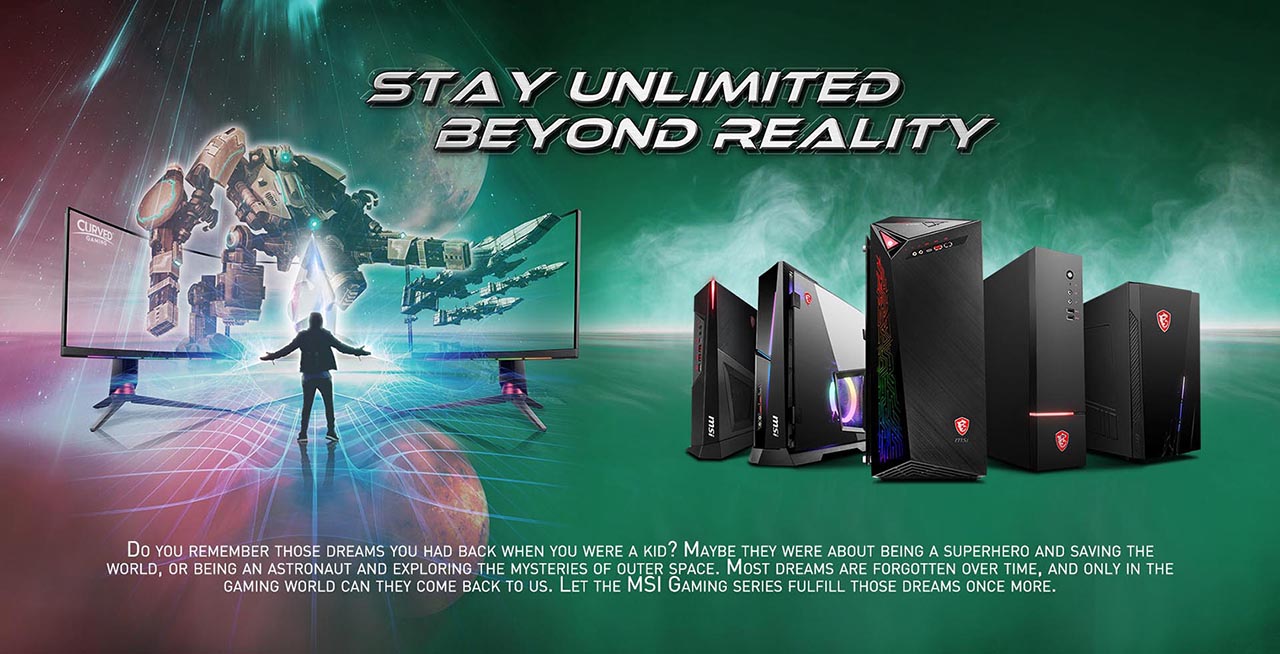 STAY UNLIMITED
BEYOND REALITY
CURVED
GAMING
msi
msi
msi
DO YOU REMEMBER THOSE DREAMS YOU HAD BACK WHEN YOU WERE A KID? MAYBE THEY WERE ABOUT BEING A SUPERHERO AND SAVING THE
WORLD, OR BEING AN ASTRONAUT AND EXPLORING THE MYSTERIES OF OUTER SPACE. MOST DREAMS ARE FORGOTTEN OVER TIME, AND ONLY IN THE
GAMING WORLD CAN THEY COME BACK TO US. LET THE MSI GAMING SERIES FULFILL THOSE DREAMS ONCE MORE.